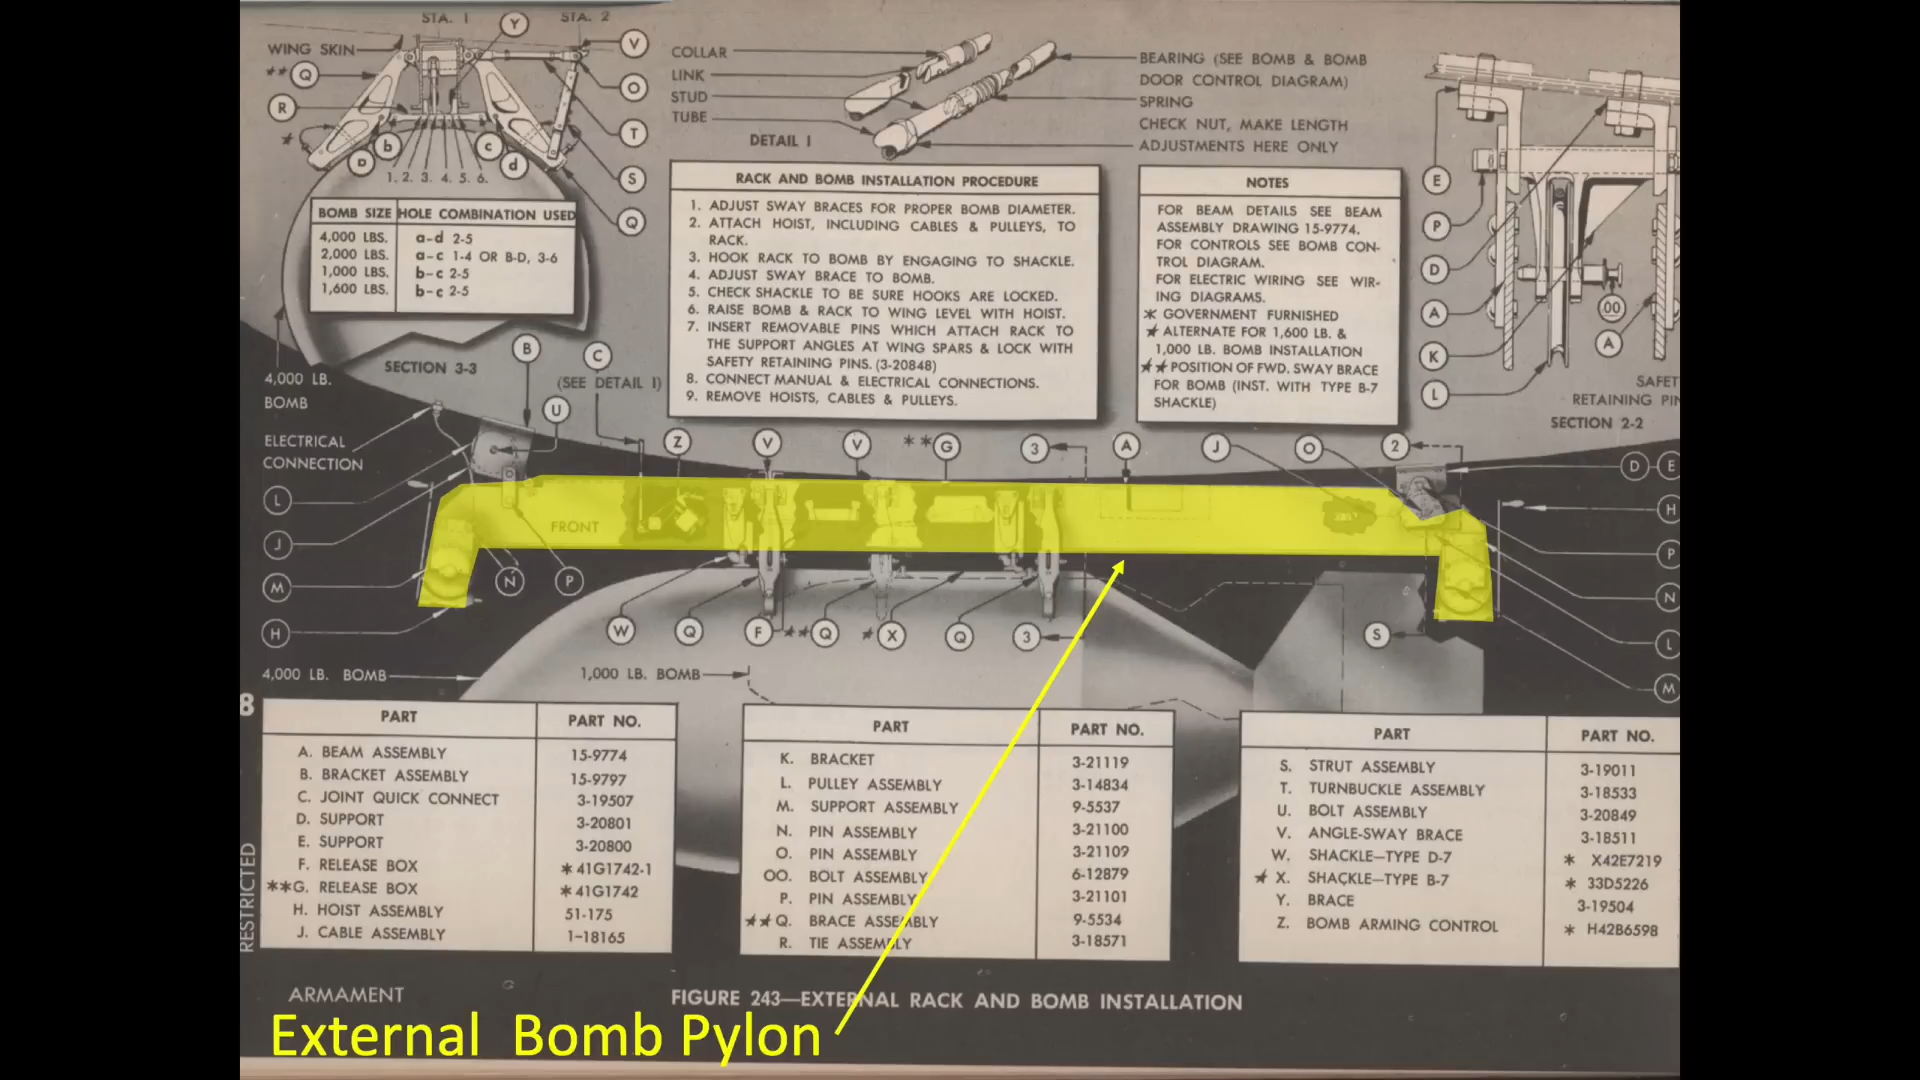 STA. 1
Y
STA. 2
WING SKIN
V
**Q
O
R
T
*
b
c
D
d
S
1. 2. 3. 4. 5. 6.
Q
BOMB SIZE HOLE COMBINATION USED
4,000 LBS. a-d 2-5
2,000 LBS. a-c 1-4 OR B-D, 3-6
1,000 LBS. b-c 2-5
1,600 LBS. b-c 2-5
SECTION 3-3
4,000 LB.
BOMB
COLLAR
LINK
STUD
TUBE
DETAIL I
BEARING (SEE BOMB & BOMB
DOOR CONTROL DIAGRAM)
SPRING
CHECK NUT, MAKE LENGTH
ADJUSTMENTS HERE ONLY
RACK AND BOMB INSTALLATION PROCEDURE
1. ADJUST SWAY BRACES FOR PROPER BOMB DIAMETER.
2. ATTACH HOIST, INCLUDING CABLES & PULLEYS, TO
RACK.
3. HOOK RACK TO BOMB BY ENGAGING TO SHACKLE.
4. ADJUST SWAY BRACE TO BOMB.
5. CHECK SHACKLE TO BE SURE HOOKS ARE LOCKED.
6. RAISE BOMB & RACK TO WING LEVEL WITH HOIST.
7. INSERT REMOVABLE PINS WHICH ATTACH RACK TO
THE SUPPORT ANGLES AT WING SPARS & LOCK WITH
SAFETY RETAINING PINS. (3-20848)
8. CONNECT MANUAL & ELECTRICAL CONNECTIONS.
9. REMOVE HOISTS, CABLES & PULLEYS.
NOTES
FOR BEAM DETAILS SEE BEAM
ASSEMBLY DRAWING 15-9774.
FOR CONTROLS SEE BOMB CON-
TROL DIAGRAM.
FOR ELECTRIC WIRING SEE WIR-
ING DIAGRAMS.
* GOVERNMENT FURNISHED
★ ALTERNATE FOR 1,600 LB. &
1,000 LB. BOMB INSTALLATION
★★ POSITION OF FWD. SWAY BRACE
FOR BOMB (INST. WITH TYPE B-7
SHACKLE)
E
P
D
A
K
L
OO
A
SAFET
RETAINING PIN
SECTION 2-2
B
C
(SEE DETAIL I)
U
ELECTRICAL
CONNECTION
Z
V
V
**G
3
A
J
O
2
D
E
L
J
M
H
FRONT
N
P
W
Q
F
★★Q
★X
Q
3
S
H
P
N
L
M
4,000 LB. BOMB
1,000 LB. BOMB
8
RESTRICTED
PART PART NO.
A. BEAM ASSEMBLY 15-9774
B. BRACKET ASSEMBLY 15-9797
C. JOINT QUICK CONNECT 3-19507
D. SUPPORT 3-20801
E. SUPPORT 3-20800
F. RELEASE BOX *41G1742-1
**G. RELEASE BOX *41G1742
H. HOIST ASSEMBLY 51-175
J. CABLE ASSEMBLY 1-18165
PART PART NO.
K. BRACKET 3-21119
L. PULLEY ASSEMBLY 3-14834
M. SUPPORT ASSEMBLY 9-5537
N. PIN ASSEMBLY 3-21100
O. PIN ASSEMBLY 3-21109
OO. BOLT ASSEMBLY 6-12879
P. PIN ASSEMBLY 3-21101
★★Q. BRACE ASSEMBLY 9-5534
R. TIE ASSEMBLY 3-18571
PART PART NO.
S. STRUT ASSEMBLY 3-19011
T. TURNBUCKLE ASSEMBLY 3-18533
U. BOLT ASSEMBLY 3-20849
V. ANGLE-SWAY BRACE 3-18511
W. SHACKLE—TYPE D-7 * X42E7219
★ X. SHACKLE—TYPE B-7 * 33D5226
Y. BRACE 3-19504
Z. BOMB ARMING CONTROL * H42B6598
ARMAMENT
FIGURE 243—EXTERNAL RACK AND BOMB INSTALLATION
External Bomb Pylon